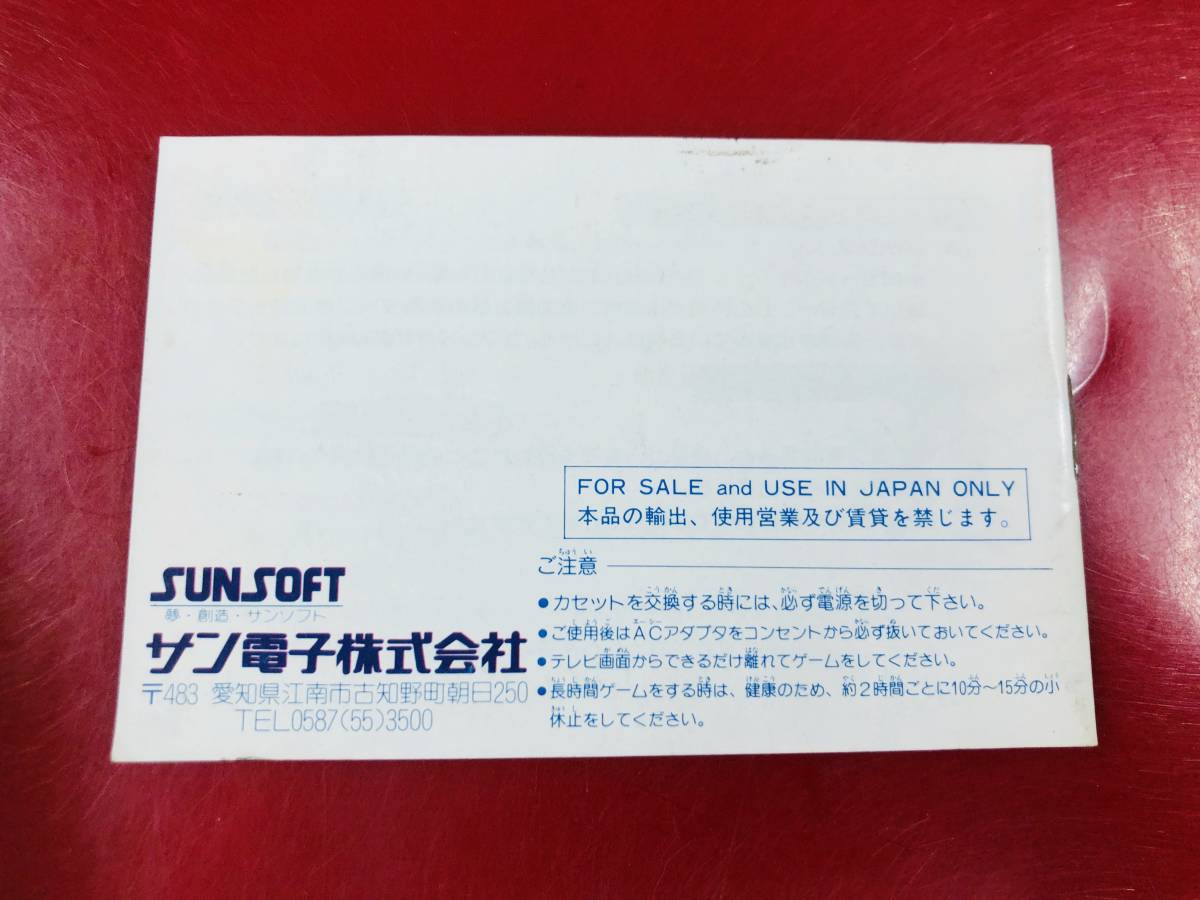 FOR SALE and USE IN JAPAN ONLY
本品の輸出、使用営業及び賃貸を禁じます。
ご注意
●カセットを交換する時には、必ず電源を切って下さい。
●ご使用後はACアダプタをコンセントから必ず抜いておいてください。
●テレビ画面からできるだけ離れてゲームをしてください。
●長時間ゲームをする時は、健康のため、約2時間ごとに10分〜15分の小
休止をしてください。
SUNSOFT
夢・創造・サンソフト
サン電子株式会社
〒483 愛知県江南市古知野町朝日250
TEL.0587(55)3500